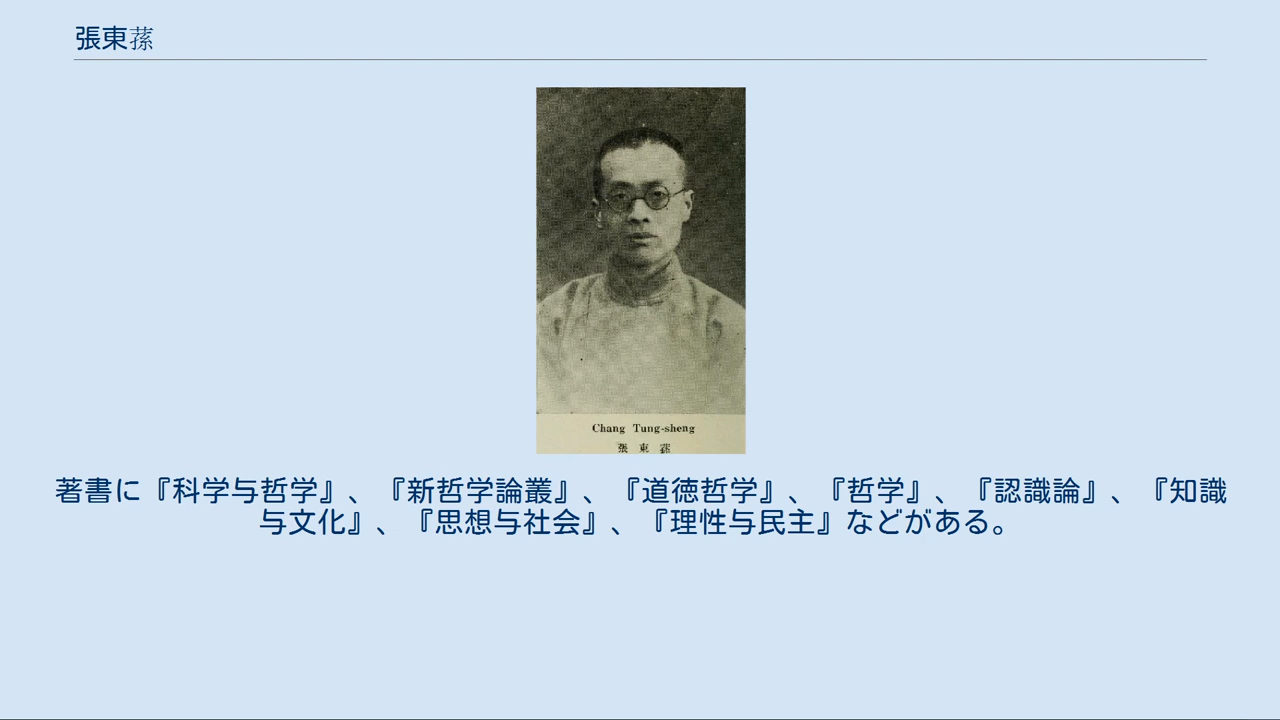 張東蓀
Chang Tung-sheng
張 東 蓀
著書に『科学与哲学』、『新哲学論叢』、『道徳哲学』、『哲学』、『認識論』、『知識
与文化』、『思想与社会』、『理性与民主』などがある。